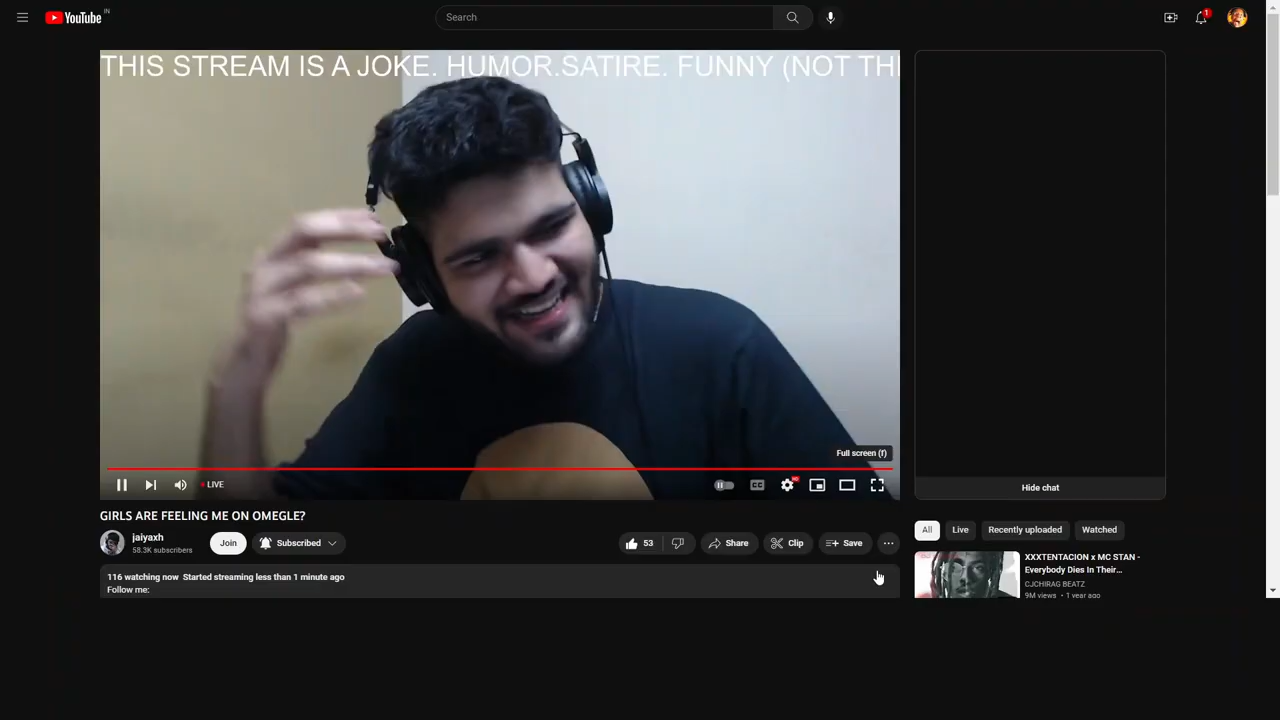 YouTube IN
Search
1
THIS STREAM IS A JOKE. HUMOR.SATIRE. FUNNY (NOT
Full screen (f)
LIVE
CC
HD
GIRLS ARE FEELING ME ON OMEGLE?
jaiyaxh
58.3K subscribers
Join
Subscribed
53
Share
Clip
Save
116 watching now Started streaming less than 1 minute ago
Follow me:
Hide chat
All
Live
Recently uploaded
Watched
XXXTENTACION x MC STAN -
Everybody Dies In Their...
CJCHIRAG BEATZ
9M views • 1 year ago